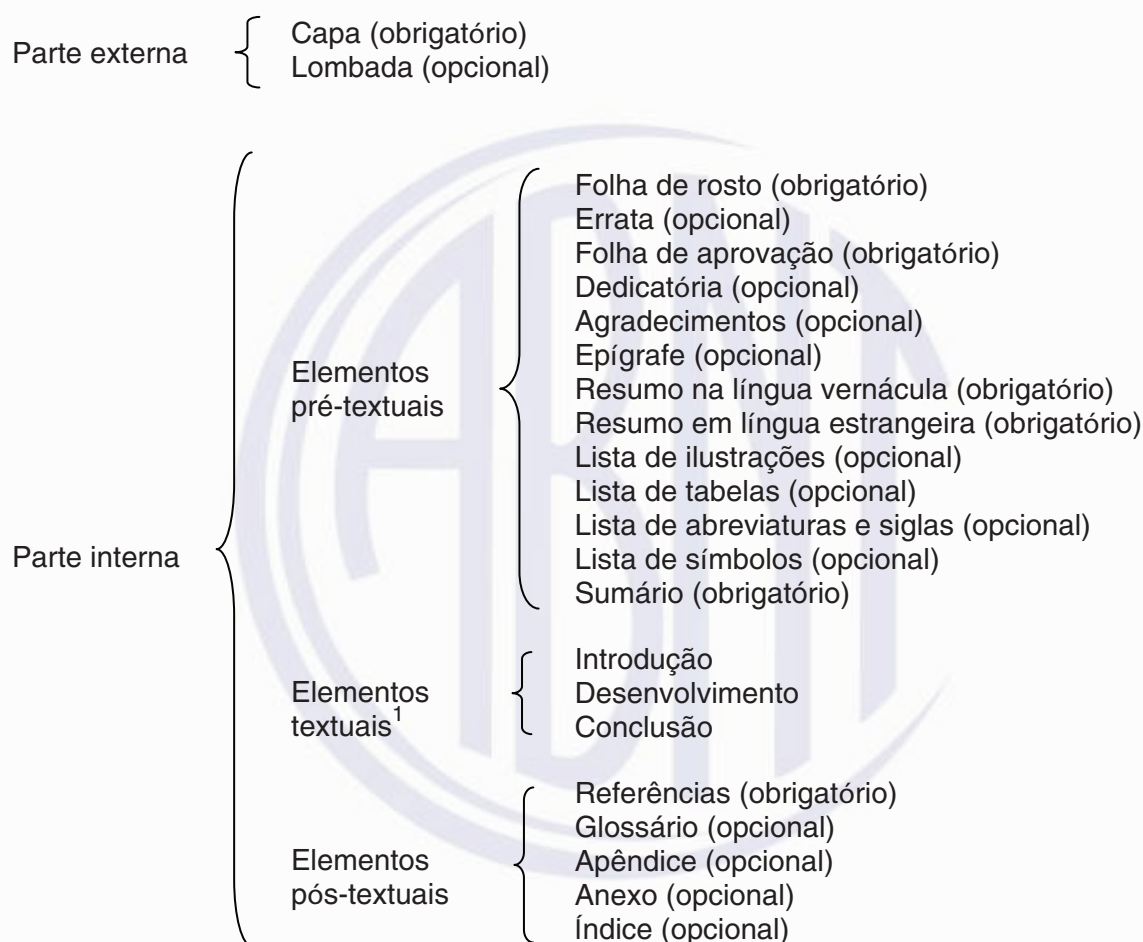 Parte externa
Capa (obrigatório)
Lombada (opcional)
Parte interna
Elementos
pré-textuais
Folha de rosto (obrigatório)
Errata (opcional)
Folha de aprovação (obrigatório)
Dedicatória (opcional)
Agradecimentos (opcional)
Epígrafe (opcional)
Resumo na língua vernácula (obrigatório)
Resumo em língua estrangeira (obrigatório)
Lista de ilustrações (opcional)
Lista de tabelas (opcional)
Lista de abreviaturas e siglas (opcional)
Lista de símbolos (opcional)
Sumário (obrigatório)
Elementos
textuais1
Introdução
Desenvolvimento
Conclusão
Elementos
pós-textuais
Referências (obrigatório)
Glossário (opcional)
Apêndice (opcional)
Anexo (opcional)
Índice (opcional)
ABNT